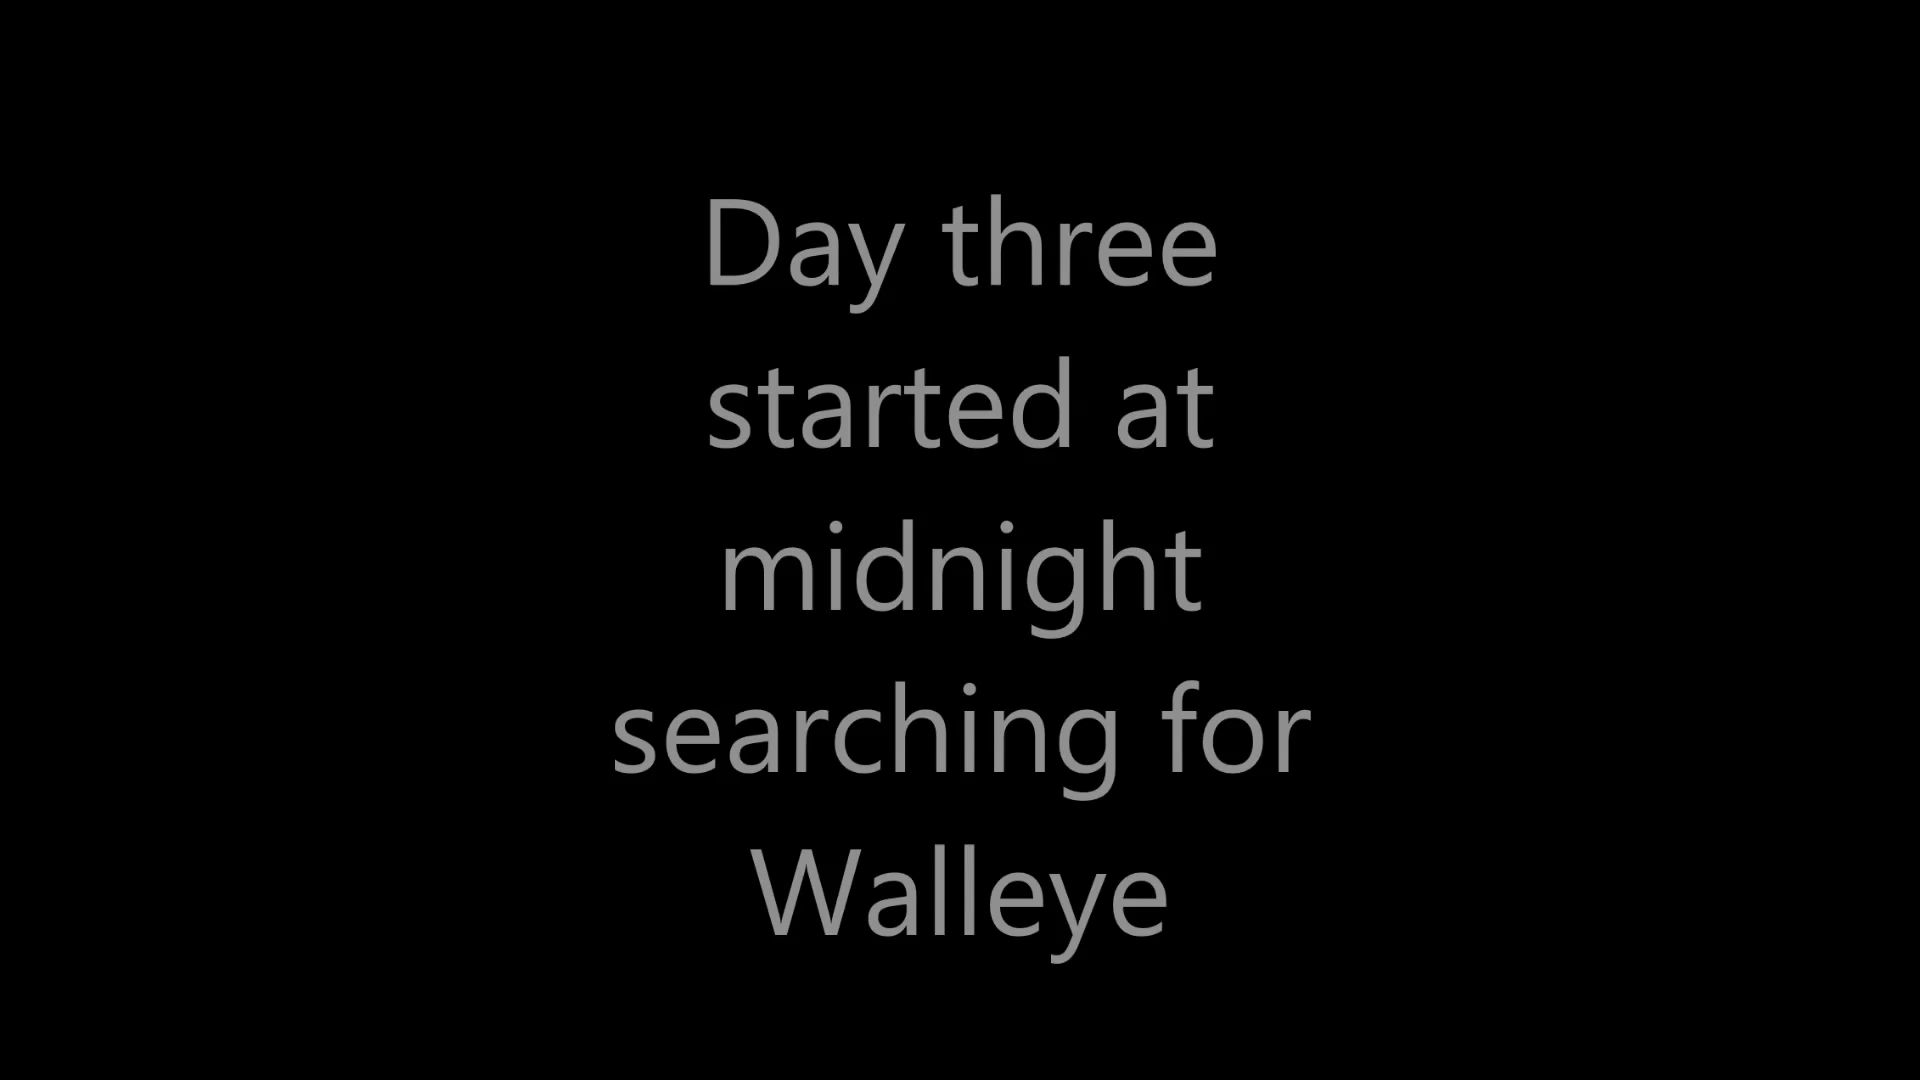 Day three
started at
midnight
searching for
Walleye